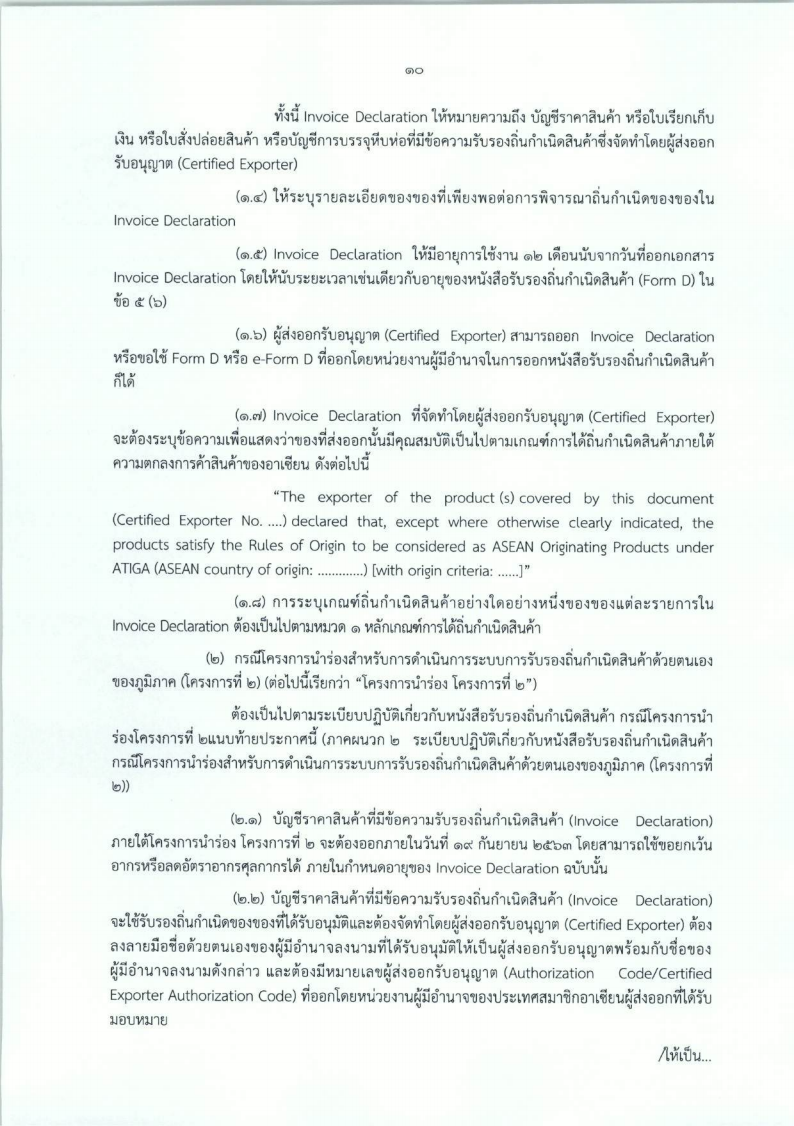 ๑๐
ทั้งนี้ Invoice Declaration ให้หมายความถึง บัญชีราคาสินค้า หรือใบเรียกเก็บ
เงิน หรือใบสั่งปล่อยสินค้า หรือบัญชีการบรรจุหีบห่อที่มีข้อความรับรองถิ่นกำเนิดสินค้าซึ่งจัดทำโดยผู้ส่งออก
รับอนุญาต (Certified Exporter)
(๑.๔) ให้ระบุรายละเอียดของของที่เพียงพอต่อการพิจารณาถิ่นกำเนิดของของใน
Invoice Declaration
(๑.๕) Invoice Declaration ให้มีอายุการใช้งาน ๑๒ เดือนนับจากวันที่ออกเอกสาร
Invoice Declaration โดยให้นับระยะเวลาเช่นเดียวกับอายุของหนังสือรับรองถิ่นกำเนิดสินค้า (Form D) ใน
ข้อ ๕ (๖)
(๑.๖) ผู้ส่งออกรับอนุญาต (Certified Exporter) สามารถออก Invoice Declaration
หรือขอใช้ Form D หรือ e-Form D ที่ออกโดยหน่วยงานผู้มีอำนาจในการออกหนังสือรับรองถิ่นกำเนิดสินค้า
ก็ได้
(๑.๗) Invoice Declaration ที่จัดทำโดยผู้ส่งออกรับอนุญาต (Certified Exporter)
จะต้องระบุข้อความเพื่อแสดงว่าของที่ส่งออกนั้นมีคุณสมบัติเป็นไปตามเกณฑ์การได้ถิ่นกำเนิดสินค้าภายใต้
ความตกลงการค้าสินค้าของอาเซียน ดังต่อไปนี้
“The exporter of the product (s) covered by this document
(Certified Exporter No. ....) declared that, except where otherwise clearly indicated, the
products satisfy the Rules of Origin to be considered as ASEAN Originating Products under
ATIGA (ASEAN country of origin: .............) [with origin criteria: ......]”
(๑.๘) การระบุเกณฑ์ถิ่นกำเนิดสินค้าอย่างใดอย่างหนึ่งของของแต่ละรายการใน
Invoice Declaration ต้องเป็นไปตามหมวด ๑ หลักเกณฑ์การได้ถิ่นกำเนิดสินค้า
(๒) กรณีโครงการนำร่องสำหรับการดำเนินการระบบการรับรองถิ่นกำเนิดสินค้าด้วยตนเอง
ของภูมิภาค (โครงการที่ ๒) (ต่อไปนี้เรียกว่า “โครงการนำร่อง โครงการที่ ๒”)
ต้องเป็นไปตามระเบียบปฏิบัติเกี่ยวกับหนังสือรับรองถิ่นกำเนิดสินค้า กรณีโครงการนำ
ร่องโครงการที่ ๒แนบท้ายประกาศนี้ (ภาคผนวก ๒ ระเบียบปฏิบัติเกี่ยวกับหนังสือรับรองถิ่นกำเนิดสินค้า
กรณีโครงการนำร่องสำหรับการดำเนินการระบบการรับรองถิ่นกำเนิดสินค้าด้วยตนเองของภูมิภาค (โครงการที่
๒))
(๒.๑) บัญชีราคาสินค้าที่มีข้อความรับรองถิ่นกำเนิดสินค้า (Invoice Declaration)
ภายใต้โครงการนำร่อง โครงการที่ ๒ จะต้องออกภายในวันที่ ๑๙ กันยายน ๒๕๖๓ โดยสามารถใช้ขอยกเว้น
อากรหรือลดอัตราอากรศุลกากรได้ ภายในกำหนดอายุของ Invoice Declaration ฉบับนั้น
(๒.๒) บัญชีราคาสินค้าที่มีข้อความรับรองถิ่นกำเนิดสินค้า (Invoice Declaration)
จะใช้รับรองถิ่นกำเนิดของของที่ได้รับอนุมัติและต้องจัดทำโดยผู้ส่งออกรับอนุญาต (Certified Exporter) ต้อง
ลงลายมือชื่อด้วยตนเองของผู้มีอำนาจลงนามที่ได้รับอนุมัติให้เป็นผู้ส่งออกรับอนุญาตพร้อมกับชื่อของ
ผู้มีอำนาจลงนามดังกล่าว และต้องมีหมายเลขผู้ส่งออกรับอนุญาต (Authorization Code/Certified
Exporter Authorization Code) ที่ออกโดยหน่วยงานผู้มีอำนาจของประเทศสมาชิกอาเซียนผู้ส่งออกที่ได้รับ
มอบหมาย
/ให้เป็น...